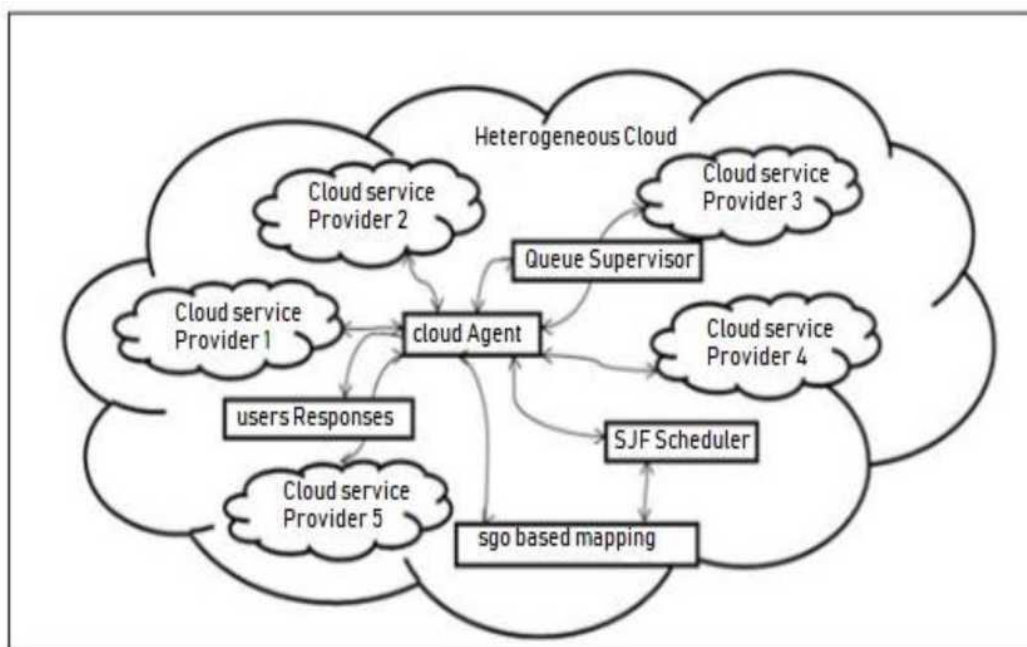 Heterogeneous Cloud
Cloud service
Provider 2
Cloud service
Provider 3
Queue Supervisor
Cloud service
Provider 1
cloud Agent
Cloud service
Provider 4
users Responses
SJF Scheduler
Cloud service
Provider 5
sgo based mapping